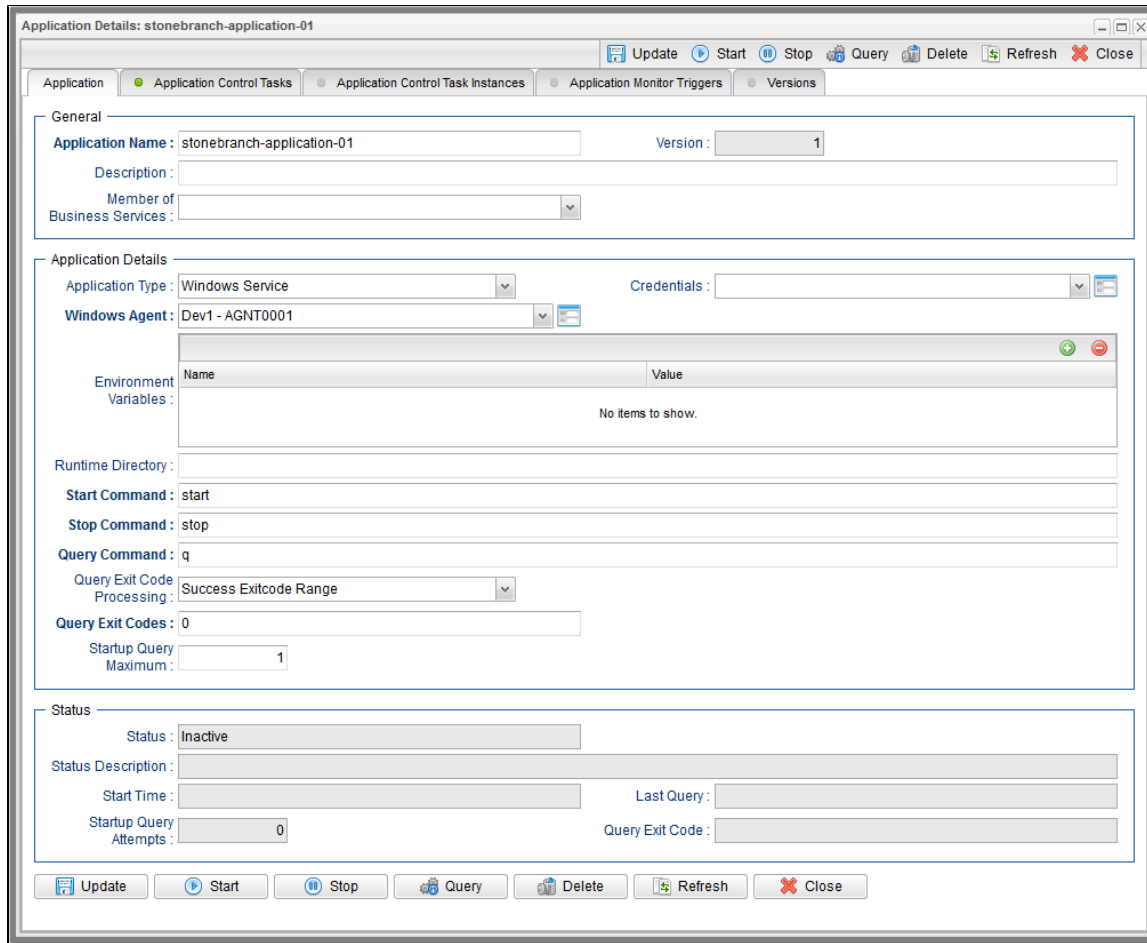 Application Details: stonebranch-application-01
Update Start Stop Query Delete Refresh Close
Application Application Control Tasks Application Control Task Instances Application Monitor Triggers Versions
General
Application Name : stonebranch-application-01 Version : 1
Description :
Member of
Business Services :
Application Details
Application Type : Windows Service Credentials :
Windows Agent : Dev1 - AGNT0001
Name Value
Environment
Variables :
No items to show.
Runtime Directory :
Start Command : start
Stop Command : stop
Query Command : q
Query Exit Code
Processing : Success Exitcode Range
Query Exit Codes : 0
Startup Query
Maximum : 1
Status
Status : Inactive
Status Description :
Start Time : Last Query :
Startup Query
Attempts : 0 Query Exit Code :
Update Start Stop Query Delete Refresh Close